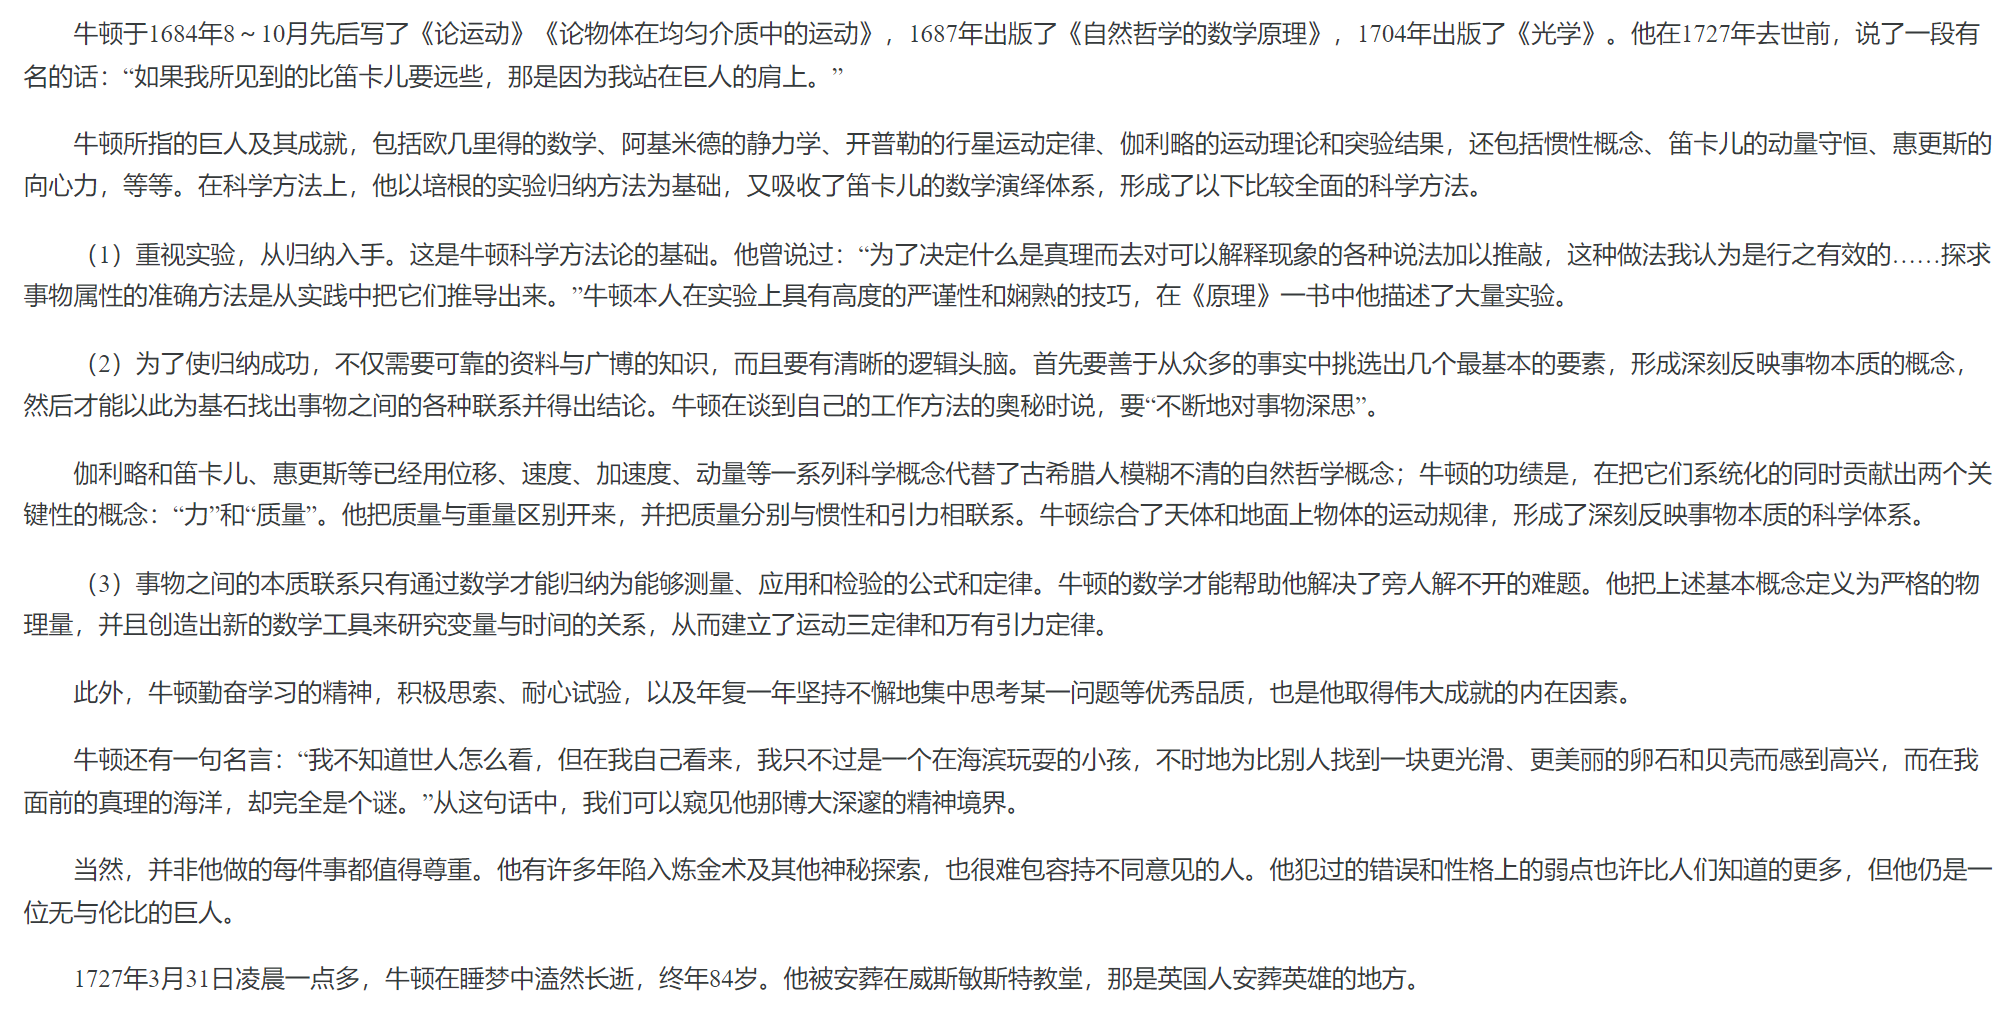 牛顿于1684年8～10月先后写了《论运动》《论物体在均匀介质中的运动》，1687年出版了《自然哲学的数学原理》，1704年出版了《光学》。他在1727年去世前，说了一段有
名的话：“如果我所见到的比笛卡儿要远些，那是因为我站在巨人的肩上。”
牛顿所指的巨人及其成就，包括欧几里得的数学、阿基米德的静力学、开普勒的行星运动定律、伽利略的运动理论和突验结果，还包括惯性概念、笛卡儿的动量守恒、惠更斯的
向心力，等等。在科学方法上，他以培根的实验归纳方法为基础，又吸收了笛卡儿的数学演绎体系，形成了以下比较全面的科学方法。
（1）重视实验，从归纳入手。这是牛顿科学方法论的基础。他曾说过：“为了决定什么是真理而去对可以解释现象的各种说法加以推敲，这种做法我认为是行之有效的……探求
事物属性的准确方法是从实践中把它们推导出来。”牛顿本人在实验上具有高度的严谨性和娴熟的技巧，在《原理》一书中他描述了大量实验。
（2）为了使归纳成功，不仅需要可靠的资料与广博的知识，而且要有清晰的逻辑头脑。首先要善于从众多的事实中挑选出几个最基本的要素，形成深刻反映事物本质的概念，
然后才能以此为基石找出事物之间的各种联系并得出结论。牛顿在谈到自己的工作方法的奥秘时说，要“不断地对事物深思”。
伽利略和笛卡儿、惠更斯等已经用位移、速度、加速度、动量等一系列科学概念代替了古希腊人模糊不清的自然哲学概念；牛顿的功绩是，在把它们系统化的同时贡献出两个关
键性的概念：“力”和“质量”。他把质量与重量区别开来，并把质量分别与惯性和引力相联系。牛顿综合了天体和地面上物体的运动规律，形成了深刻反映事物本质的科学体系。
（3）事物之间的本质联系只有通过数学才能归纳为能够测量、应用和检验的公式和定律。牛顿的数学才能帮助他解决了旁人解不开的难题。他把上述基本概念定义为严格的物
理量，并且创造出新的数学工具来研究变量与时间的关系，从而建立了运动三定律和万有引力定律。
此外，牛顿勤奋学习的精神，积极思索、耐心试验，以及年复一年坚持不懈地集中思考某一问题等优秀品质，也是他取得伟大成就的内在因素。
牛顿还有一句名言：“我不知道世人怎么看，但在我自己看来，我只不过是一个在海滨玩耍的小孩，不时地为比别人找到一块更光滑、更美丽的卵石和贝壳而感到高兴，而在我
面前的真理的海洋，却完全是个谜。”从这句话中，我们可以窥见他那博大深邃的精神境界。
当然，并非他做的每件事都值得尊重。他有许多年陷入炼金术及其他神秘探索，也很难包容持不同意见的人。他犯过的错误和性格上的弱点也许比人们知道的更多，但他仍是一
位无与伦比的巨人。
1727年3月31日凌晨一点多，牛顿在睡梦中溘然长逝，终年84岁。他被安葬在威斯敏斯特教堂，那是英国人安葬英雄的地方。